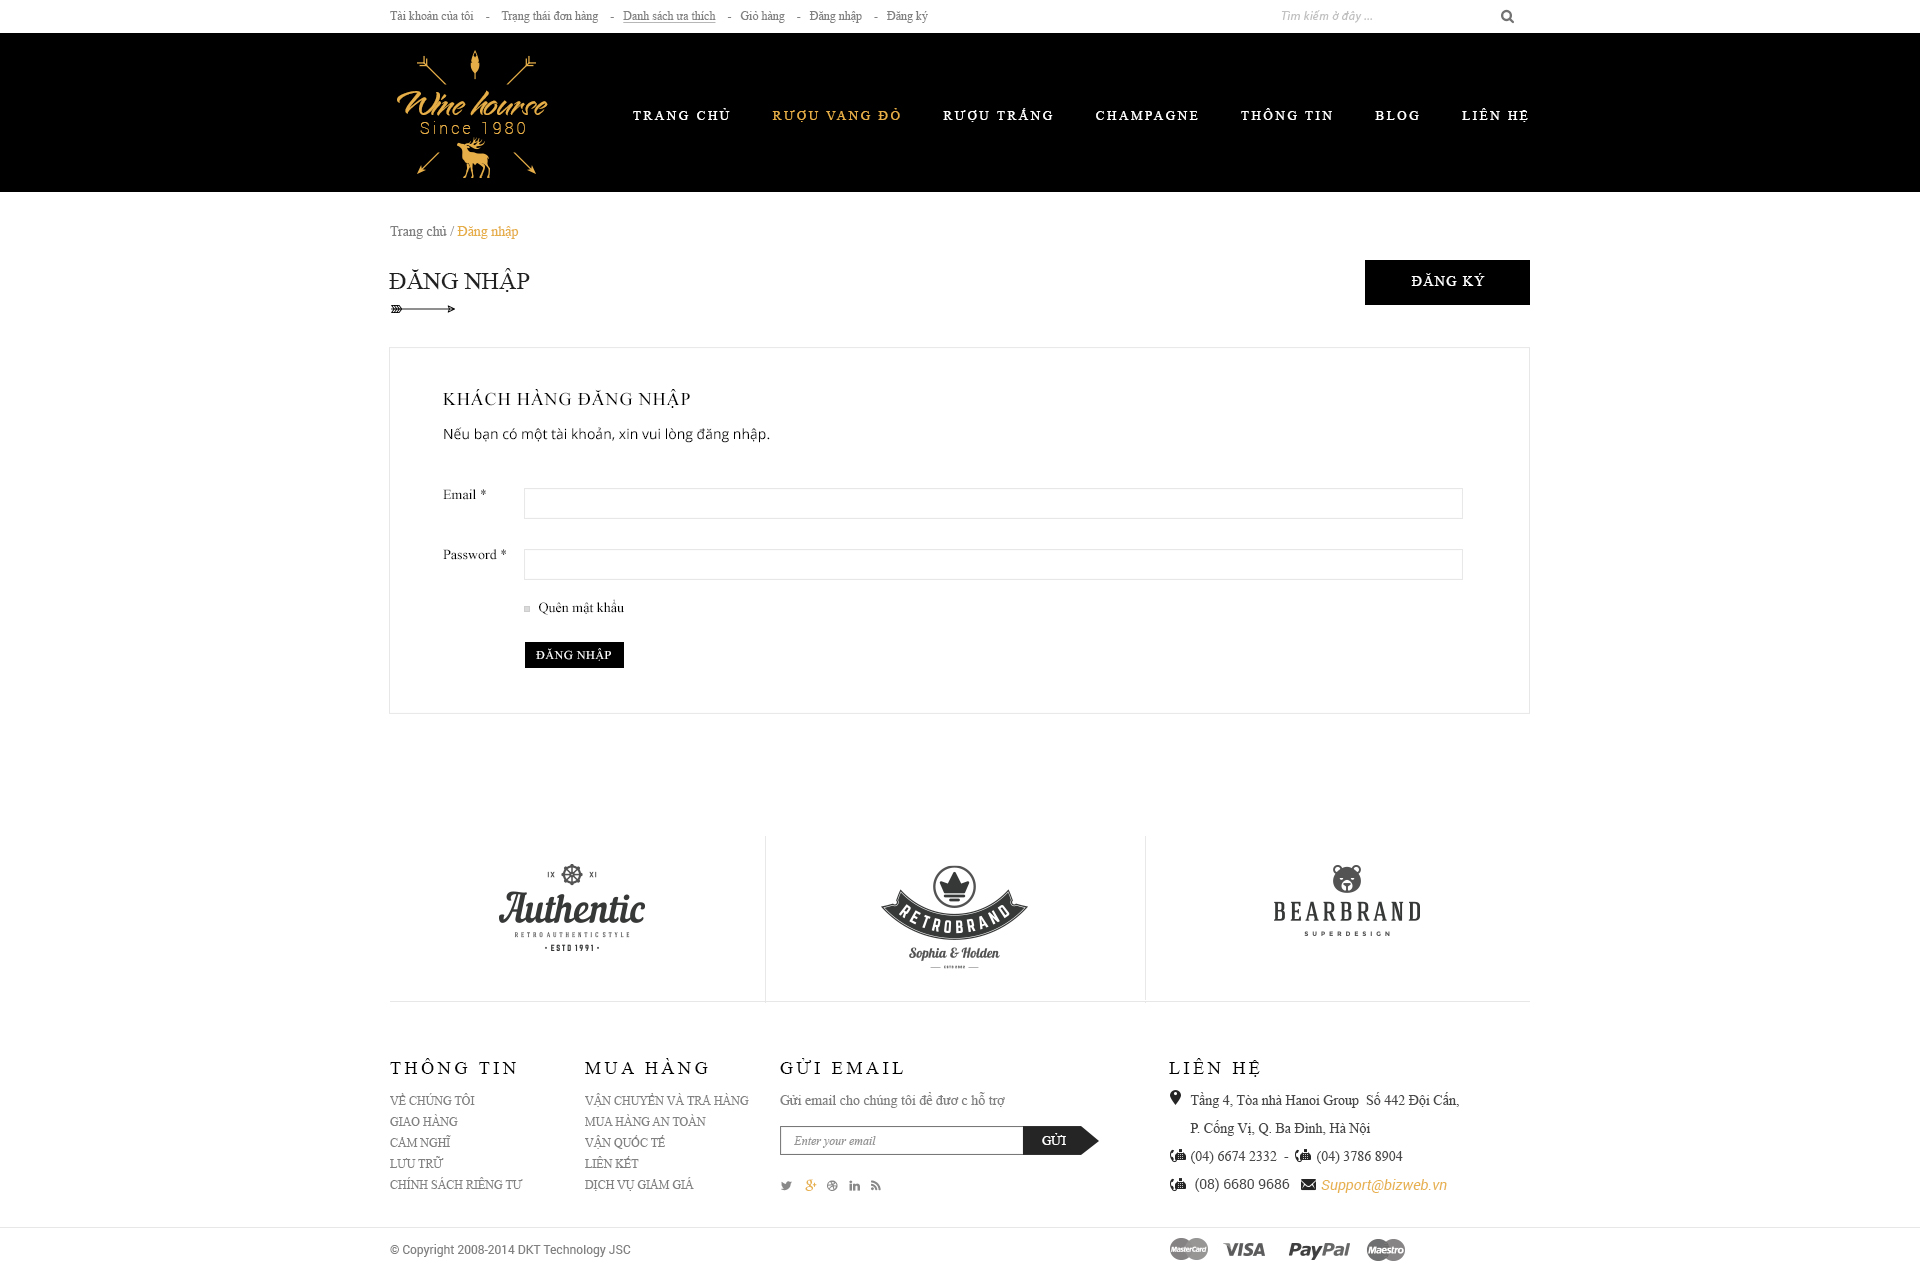 Tài khoản của tôi - Trạng thái đơn hàng - Danh sách ưa thích - Giỏ hàng - Đăng nhập - Đăng ký
Tìm kiếm ở đây ...
Wine hourse
Since 1980
TRANG CHỦ RƯỢU VANG ĐỎ RƯỢU TRẮNG CHAMPAGNE THÔNG TIN BLOG LIÊN HỆ
Trang chủ / Đăng nhập
ĐĂNG NHẬP
ĐĂNG KÝ
KHÁCH HÀNG ĐĂNG NHẬP
Nếu bạn có một tài khoản, xin vui lòng đăng nhập.
Email *
Password *
Quên mật khẩu
ĐĂNG NHẬP
IX XI
Authentic
RETROAUTHENTICSTYLE
• ESTD 1991 •
RETROBRAND
Sophia & Holden
BEARBRAND
SUPERDESIGN
THÔNG TIN
VỀ CHÚNG TÔI
GIAO HÀNG
CẢM NGHĨ
LƯU TRỮ
CHÍNH SÁCH RIÊNG TƯ
MUA HÀNG
VẬN CHUYỂN VÀ TRẢ HÀNG
MUA HÀNG AN TOÀN
VẬN QUỐC TẾ
LIÊN KẾT
DỊCH VỤ GIẢM GIÁ
GỬI EMAIL
Gửi email cho chúng tôi để đươ c hỗ trợ
Enter your email
GỬI
LIÊN HỆ
Tầng 4, Tòa nhà Hanoi Group Số 442 Đội Cấn,
P. Cống Vị, Q. Ba Đình, Hà Nội
(04) 6674 2332 - (04) 3786 8904
(08) 6680 9686 Support@bizweb.vn
© Copyright 2008-2014 DKT Technology JSC
MasterCard VISA PayPal Maestro